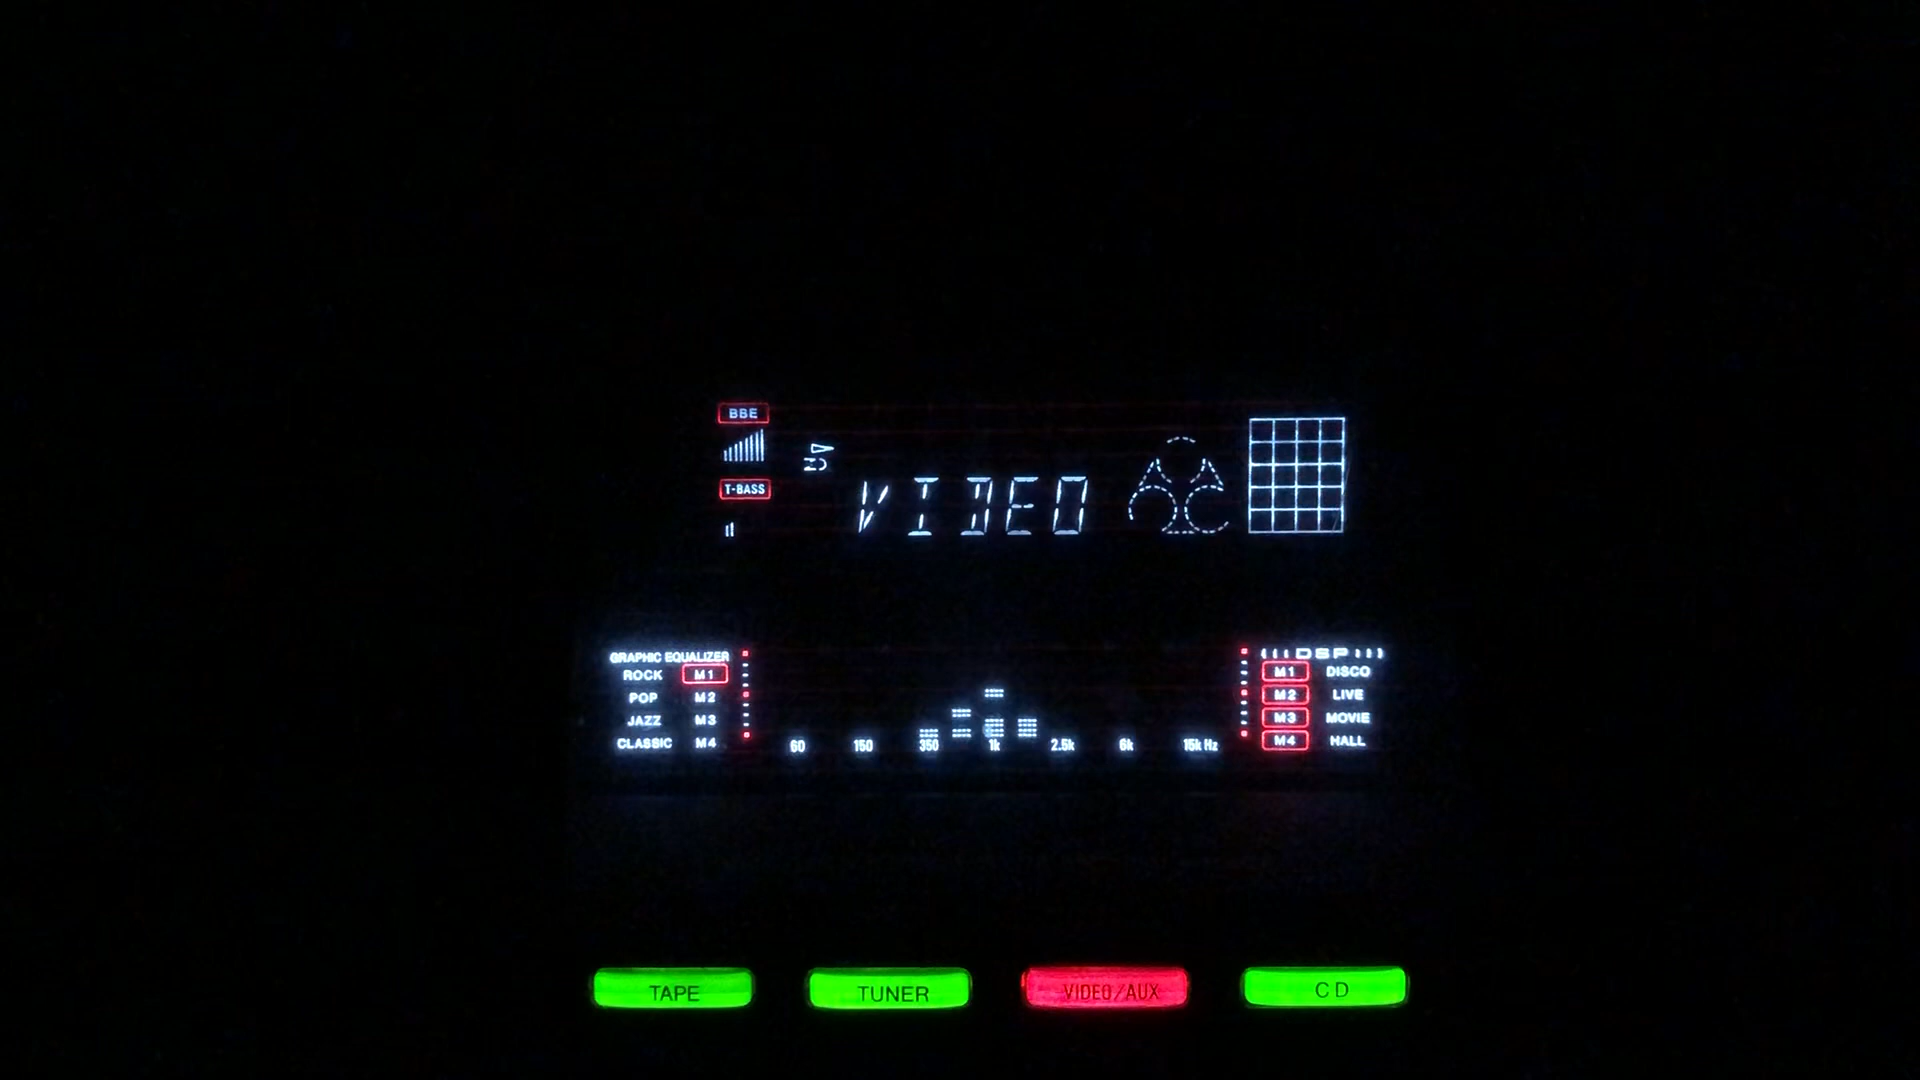 BBE
T-BASS
VIDEO
GRAPHIC EQUALIZER
ROCK M1
POP M2
JAZZ M3
CLASSIC M4
60 150 350 1k 2.5k 6k 15k Hz
DSP
M1 DISCO
M2 LIVE
M3 MOVIE
M4 HALL
TAPE TUNER VIDEO/AUX CD